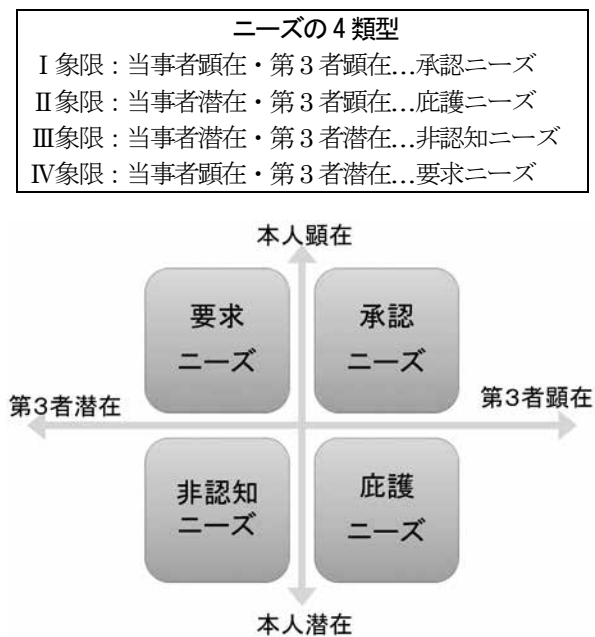 ニーズの4類型
Ⅰ象限：当事者顕在・第3者顕在…承認ニーズ
Ⅱ象限：当事者潜在・第3者顕在…庇護ニーズ
Ⅲ象限：当事者潜在・第3者潜在…非認知ニーズ
Ⅳ象限：当事者顕在・第3者潜在…要求ニーズ
本人顕在
要求
ニーズ
承認
ニーズ
第3者潜在
第3者顕在
非認知
ニーズ
庇護
ニーズ
本人潜在